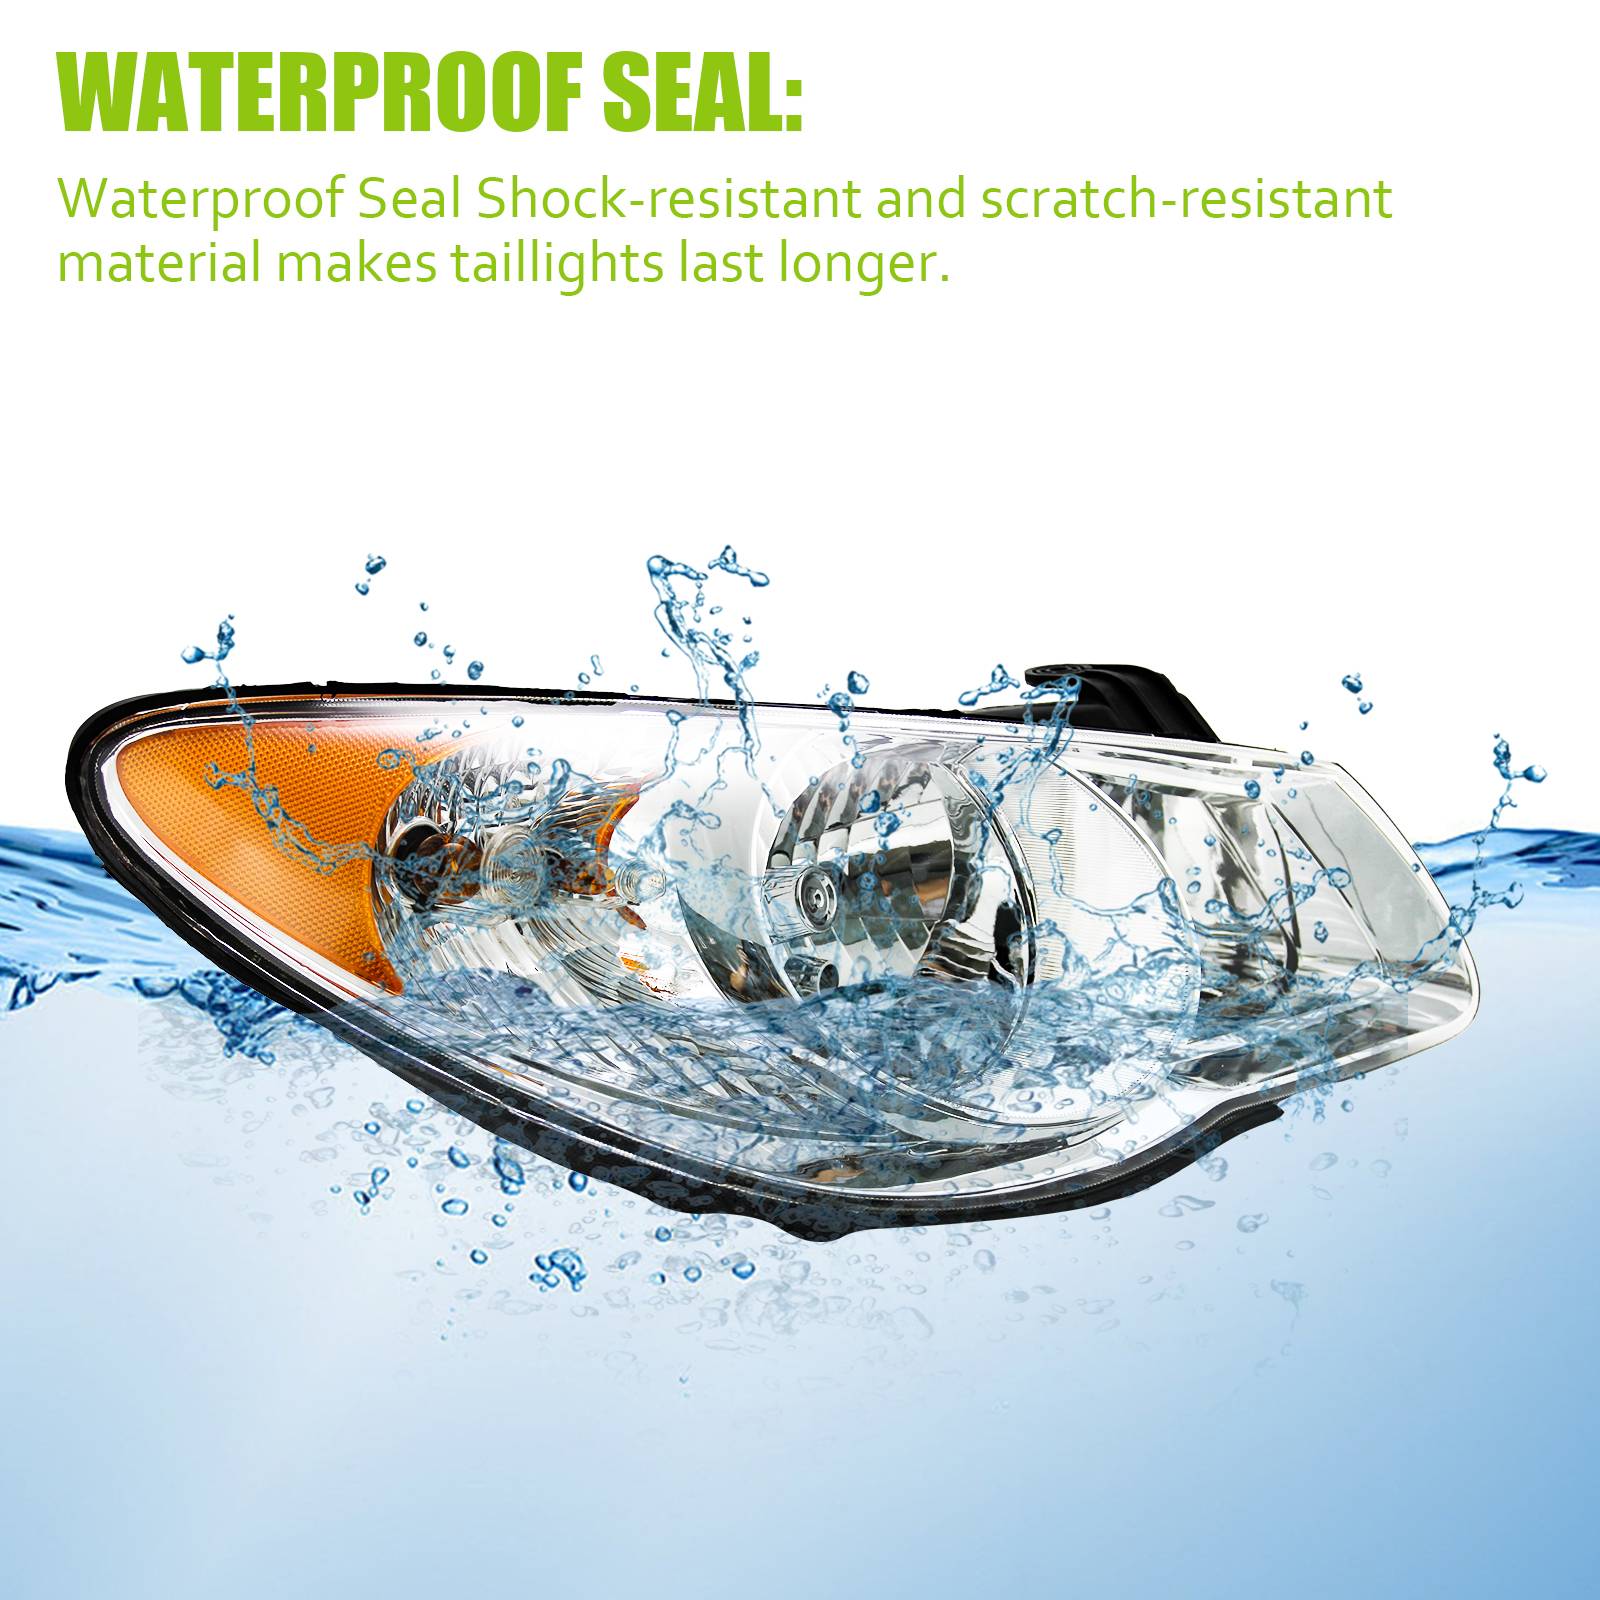 WATERPROOF SEAL:
Waterproof Seal Shock-resistant and scratch-resistant
material makes taillights last longer.